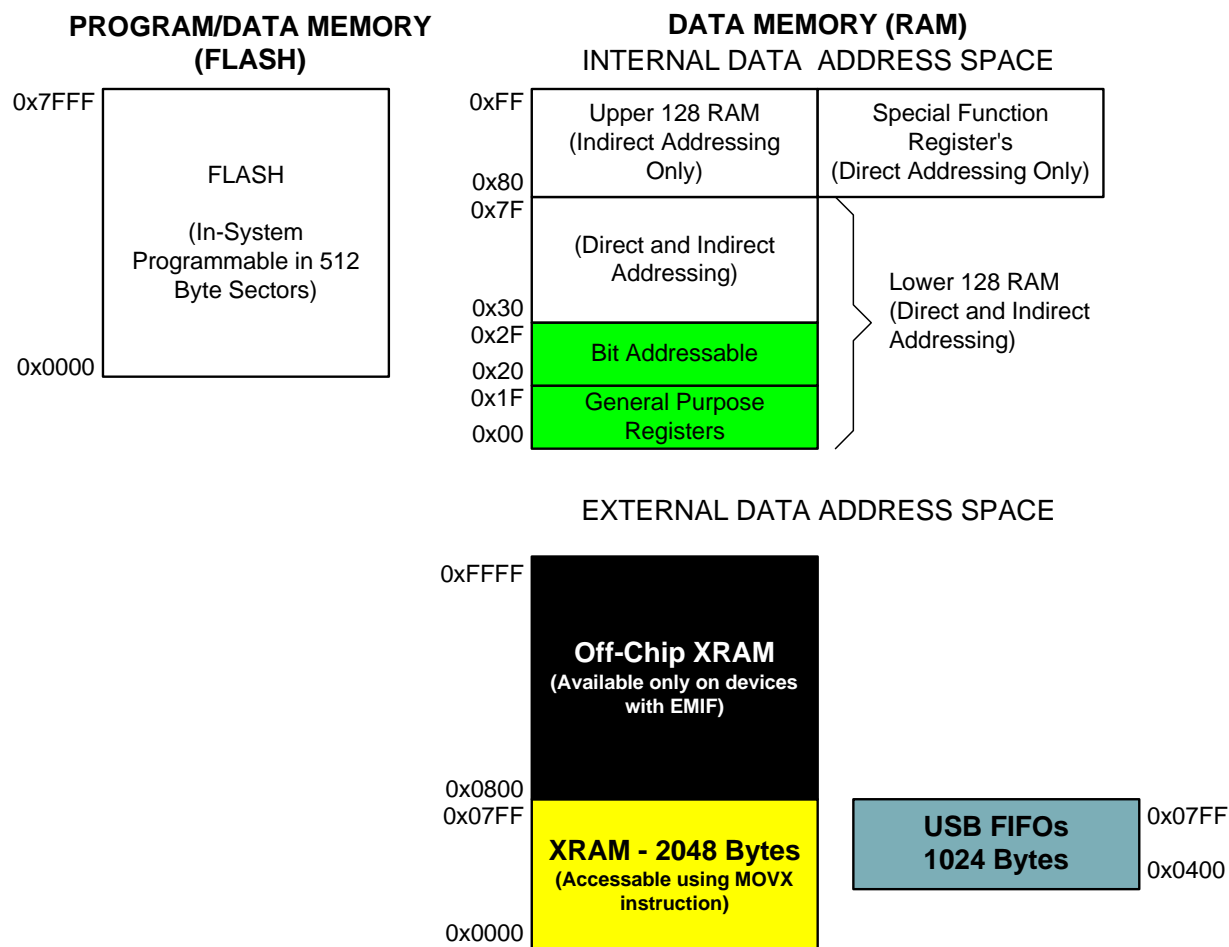 PROGRAM/DATA MEMORY
(FLASH)
0x7FFF
FLASH
(In-System
Programmable in 512
Byte Sectors)
0x0000
DATA MEMORY (RAM)
INTERNAL DATA ADDRESS SPACE
0xFF
Upper 128 RAM
(Indirect Addressing
Only)
0x80
Special Function
Register's
(Direct Addressing Only)
0x7F
(Direct and Indirect
Addressing)
0x30
0x2F
Bit Addressable
0x20
0x1F
General Purpose
Registers
0x00
Lower 128 RAM
(Direct and Indirect
Addressing)
EXTERNAL DATA ADDRESS SPACE
0xFFFF
Off-Chip XRAM
(Available only on devices
with EMIF)
0x0800
0x07FF
XRAM - 2048 Bytes
(Accessable using MOVX
instruction)
0x0000
USB FIFOs
1024 Bytes
0x07FF
0x0400